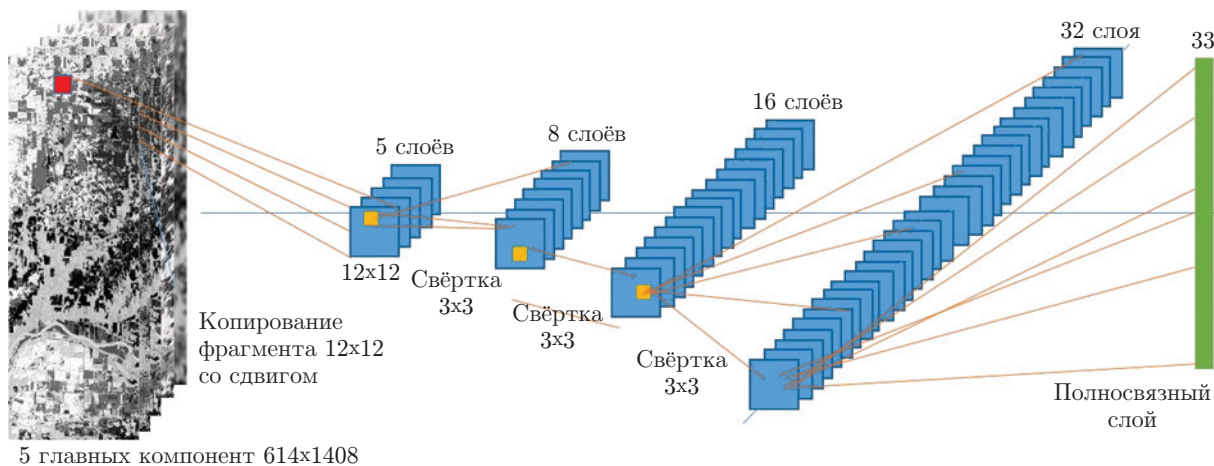 32 слоя
33
16 слоёв
8 слоёв
5 слоёв
12x12
Свёртка
3x3
Свёртка
3x3
Свёртка
3x3
Копирование
фрагмента 12x12
со сдвигом
Полносвязный
слой
5 главных компонент 614x1408